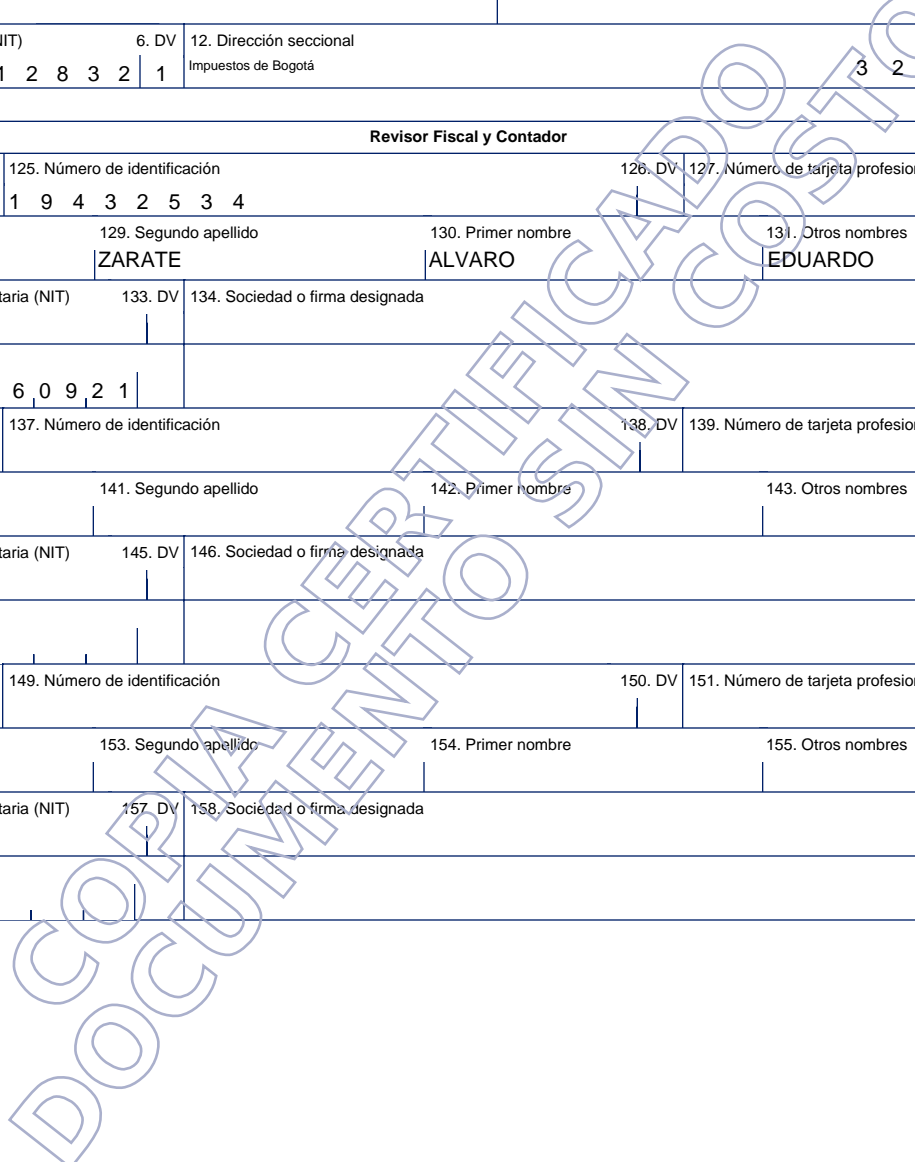 NIT) 6. DV 12. Dirección seccional
1 2 8 3 2 1 Impuestos de Bogotá 3 2
Revisor Fiscal y Contador
125. Número de identificación 126. DV 127. Número de tarjeta profesion
1 9 4 3 2 5 3 4
129. Segundo apellido 130. Primer nombre 131. Otros nombres
ZARATE ALVARO EDUARDO
taria (NIT) 133. DV 134. Sociedad o firma designada
6 0 9 2 1
137. Número de identificación 138. DV 139. Número de tarjeta profesion
141. Segundo apellido 142. Primer nombre 143. Otros nombres
taria (NIT) 145. DV 146. Sociedad o firma designada
149. Número de identificación 150. DV 151. Número de tarjeta profesion
153. Segundo apellido 154. Primer nombre 155. Otros nombres
taria (NIT) 157. DV 158. Sociedad o firma designada
COPIA CERTIFICADO
DOCUMENTO SIN COSTO